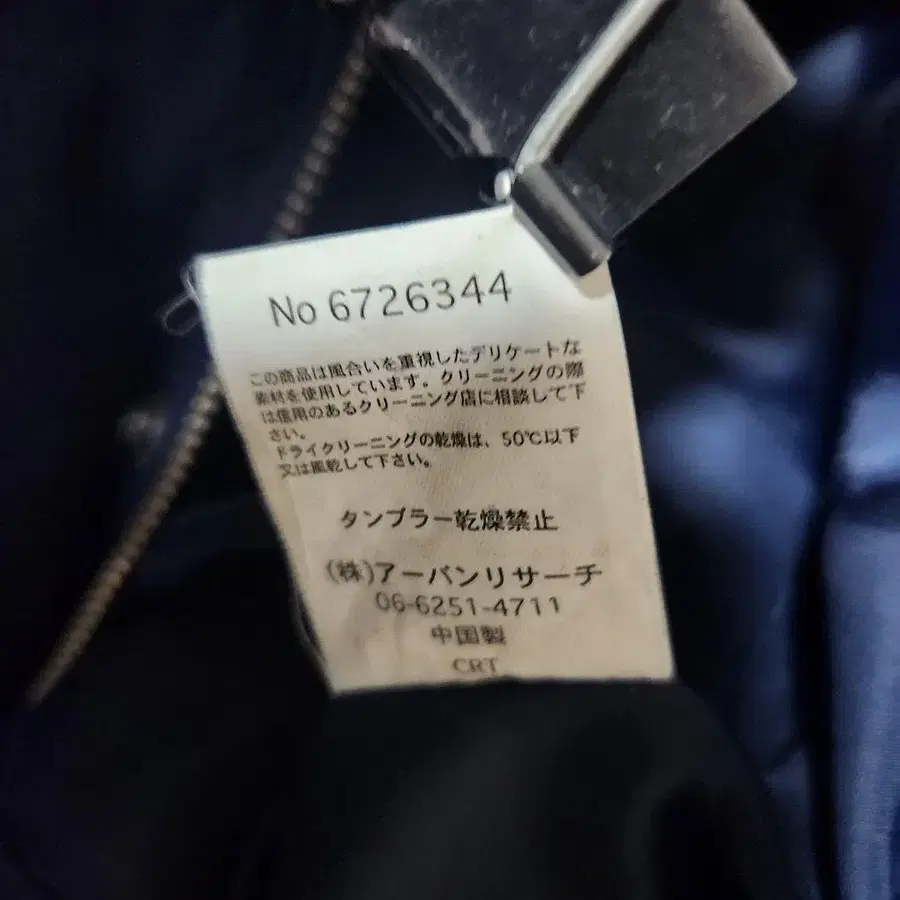 No 6726344
この商品は風合いを重視したデリケートな
素材を使用しています。クリーニングの際
は信用のあるクリーニング店に相談して下
さい。
ドライクリーニングの乾燥は、50℃以下
又は風乾して下さい。
タンブラー乾燥禁止
(株)アーバンリサーチ
06-6251-4711
中国製
CRT